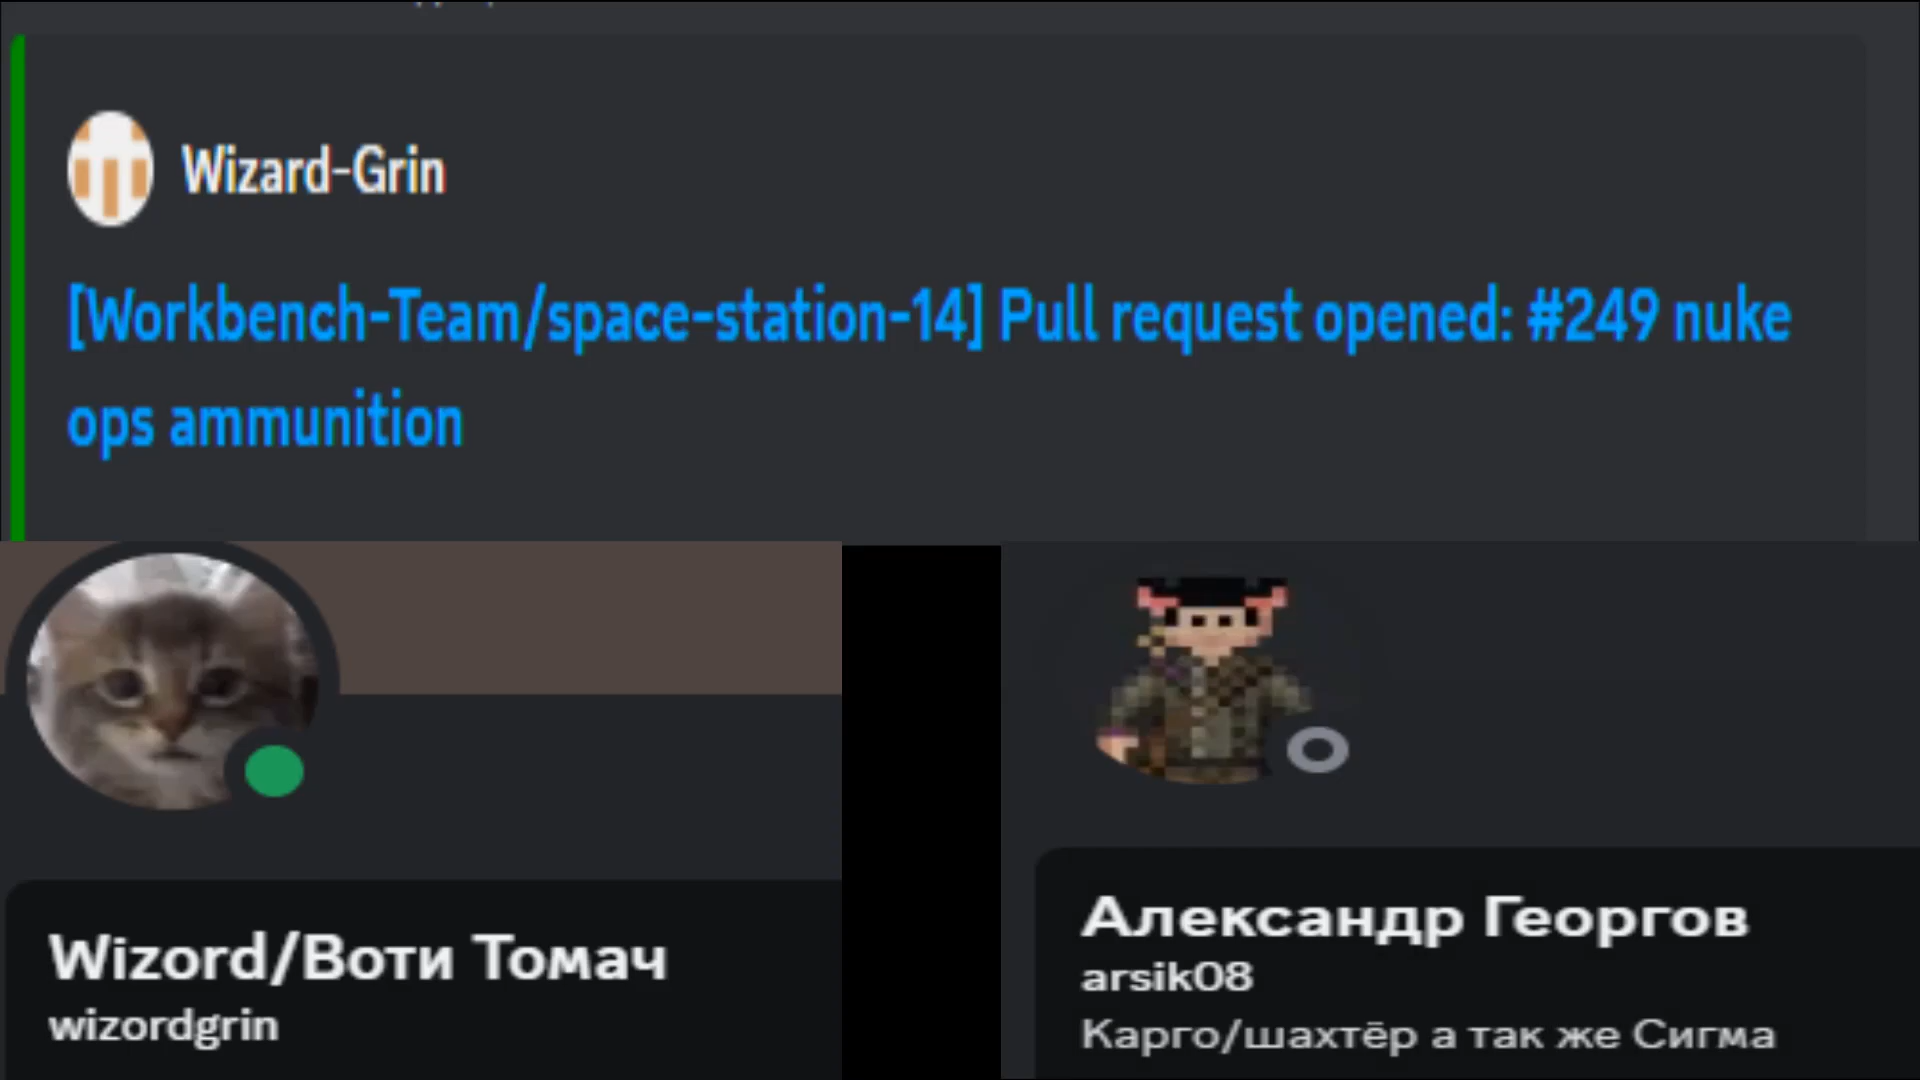 Wizard-Grin
[Workbench-Team/space-station-14] Pull request opened: #249 nuke
ops ammunition
Wizord/Воти Томач
wizordgrin
Александр Георгов
arsik08
Карго/шахтёр а так же Сигма